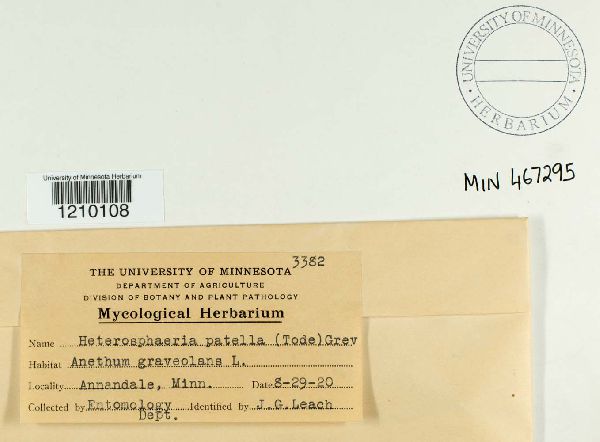 UNIVERSITY OF MINNESOTA
HERBARIUM
MIN 467295
University of Minnesota Herbarium
1210108
3382
THE UNIVERSITY OF MINNESOTA
DEPARTMENT OF AGRICULTURE
DIVISION OF BOTANY AND PLANT PATHOLOGY
Mycological Herbarium
Name Heterosphaeria patella (Tode)Grev
Habitat Anethum graveolans L.
Locality Annandale, Minn. Date 8-29-20
Collected by Entomology Identified by J.G.Leach
Dept.